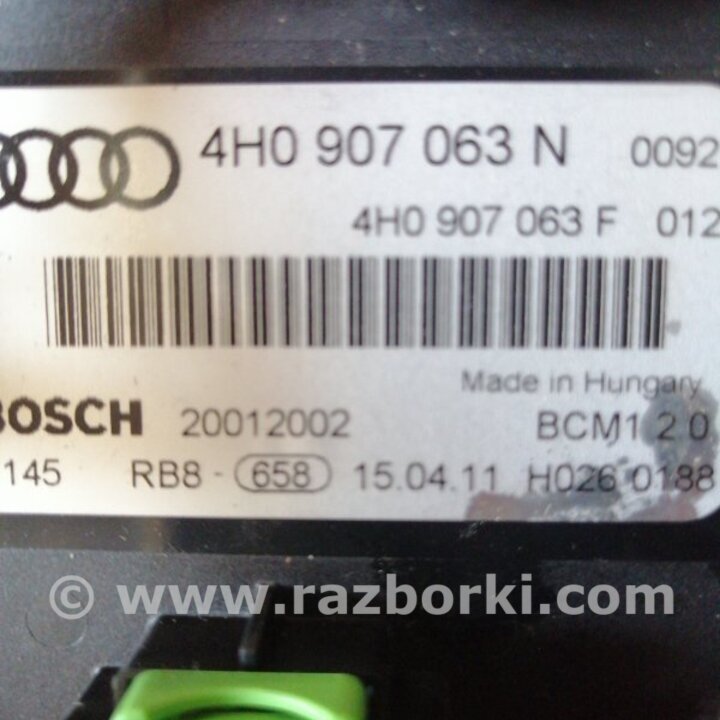 4H0 907 063 N 0092
4H0 907 063 F 012
Made in Hungary
BOSCH 20012002 BCM1 2 0
145 RB8 - 658 15.04.11 H026 0188
© www.razborki.com